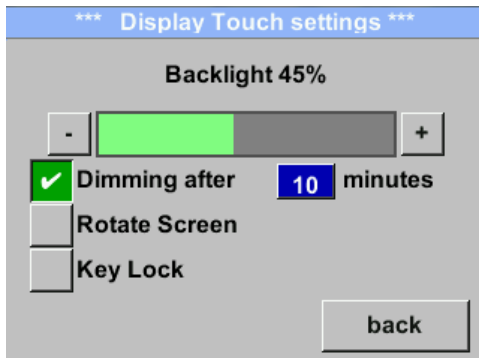 *** Display Touch settings ***
Backlight 45%
- +
✔ Dimming after 10 minutes
Rotate Screen
Key Lock
back